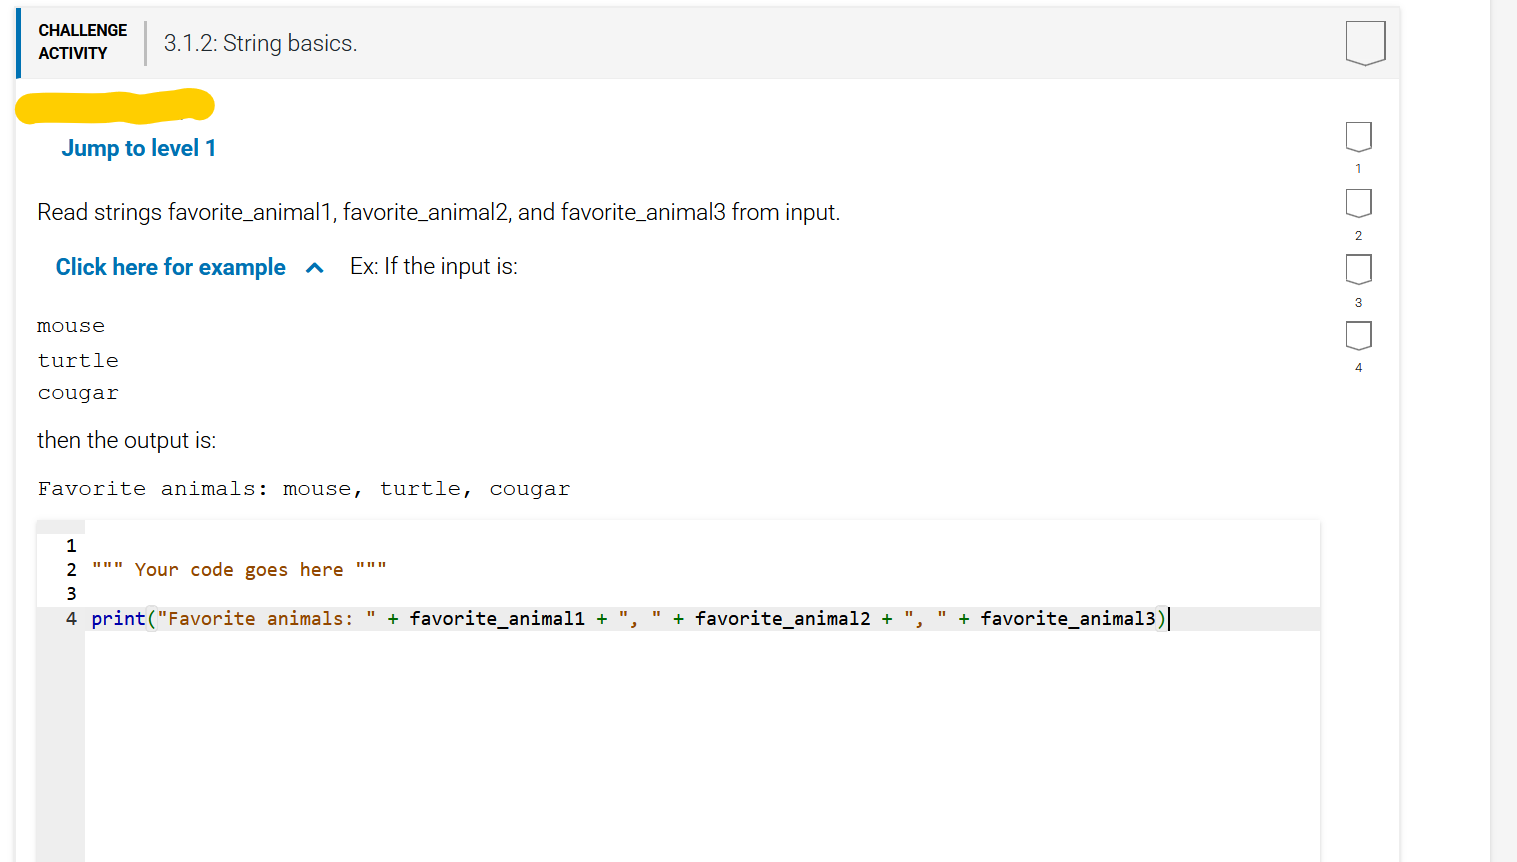 CHALLENGE
ACTIVITY
3.1.2: String basics.
Jump to level 1
Read strings favorite_animal1, favorite_animal2, and favorite_animal3 from input.
Click here for example
Ex: If the input is:
mouse
turtle
cougar
then the output is:
Favorite animals: mouse, turtle, cougar
1
2 """ Your code goes here """
3
4 print("Favorite animals: " + favorite_animal1 + ", " + favorite_animal2 + ", " + favorite_animal3)
1
2
3
4